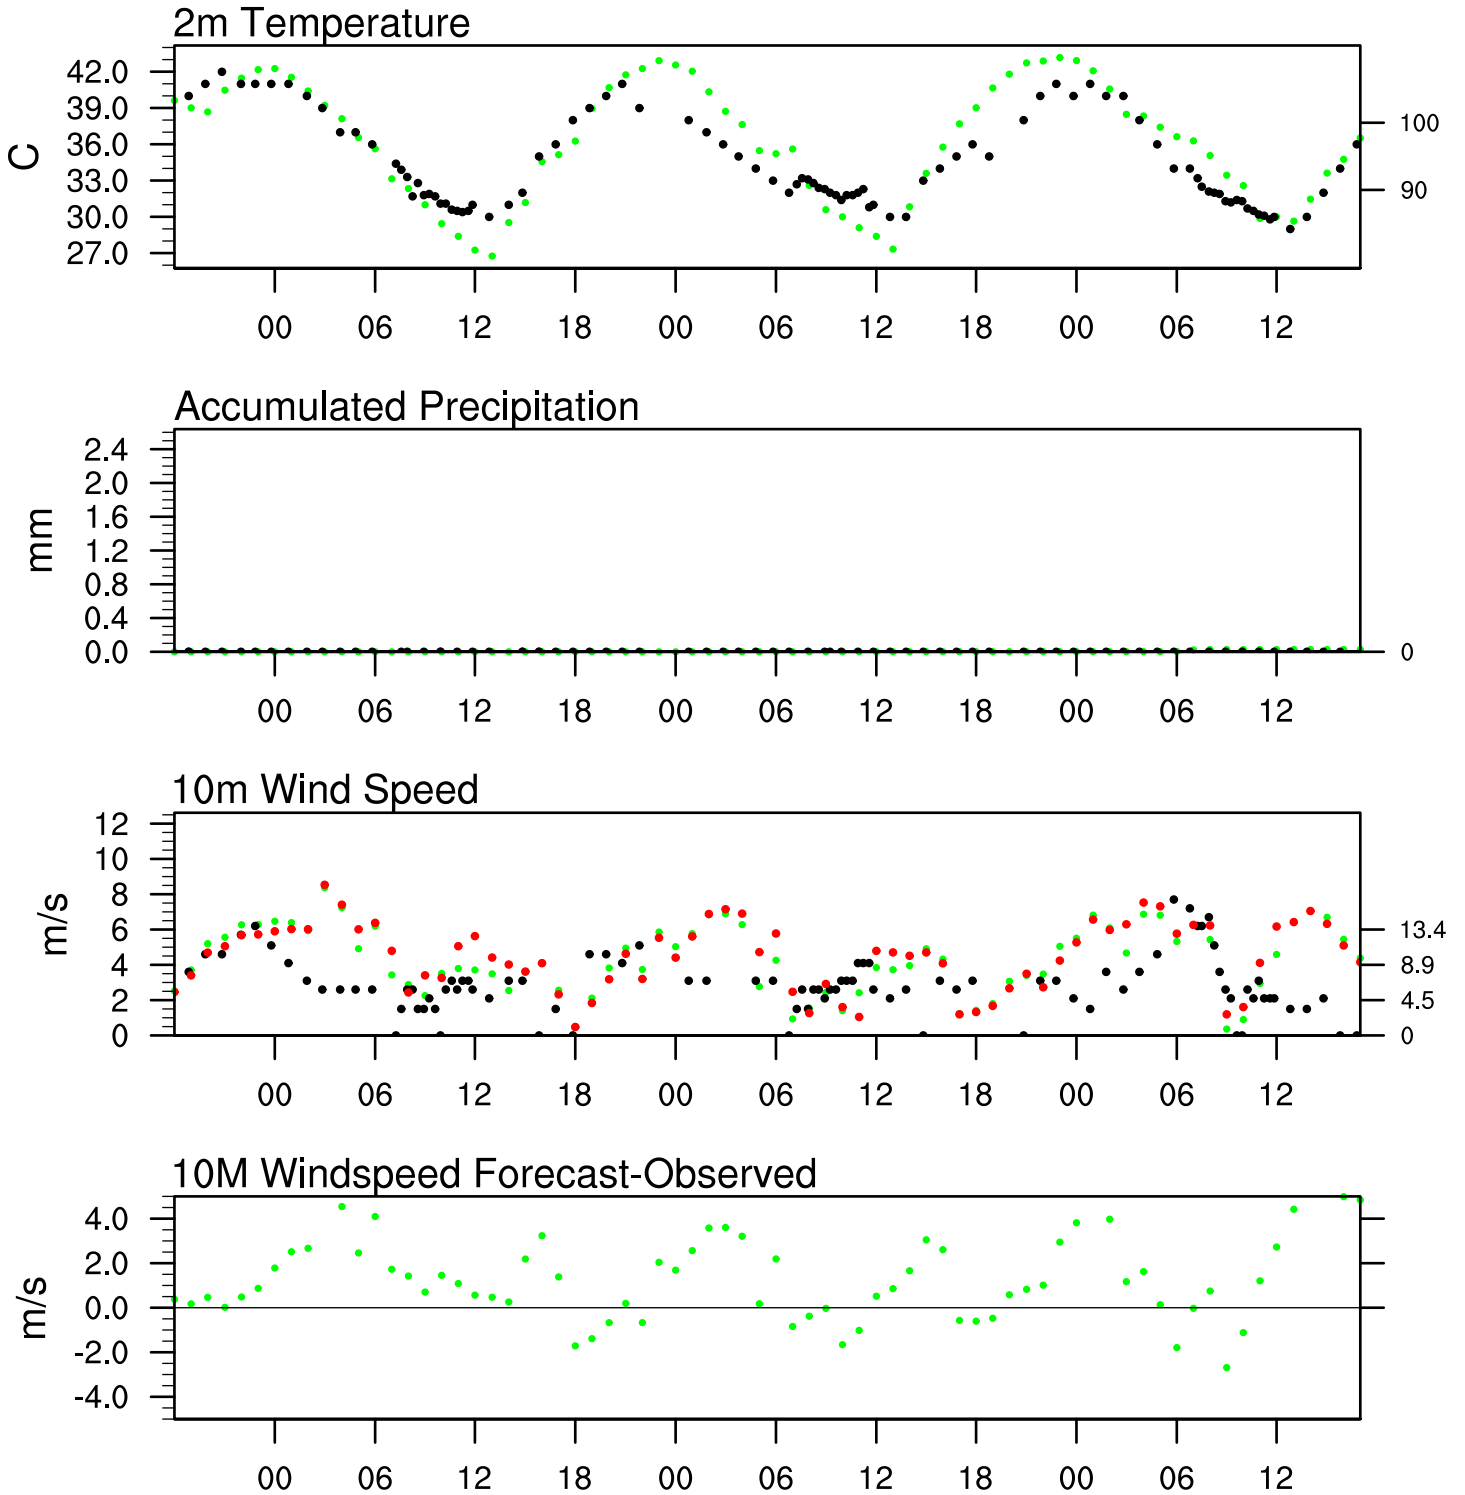 2m Temperature
42.0
39.0
36.0
33.0
30.0
27.0
C
100
90
00 06 12 18 00 06 12 18 00 06 12
Accumulated Precipitation
2.4
2.0
1.6
1.2
0.8
0.4
0.0
mm
0
00 06 12 18 00 06 12 18 00 06 12
10m Wind Speed
12
10
8
6
4
2
0
m/s
13.4
8.9
4.5
0
00 06 12 18 00 06 12 18 00 06 12
10M Windspeed Forecast-Observed
4.0
2.0
0.0
-2.0
-4.0
m/s
00 06 12 18 00 06 12 18 00 06 12